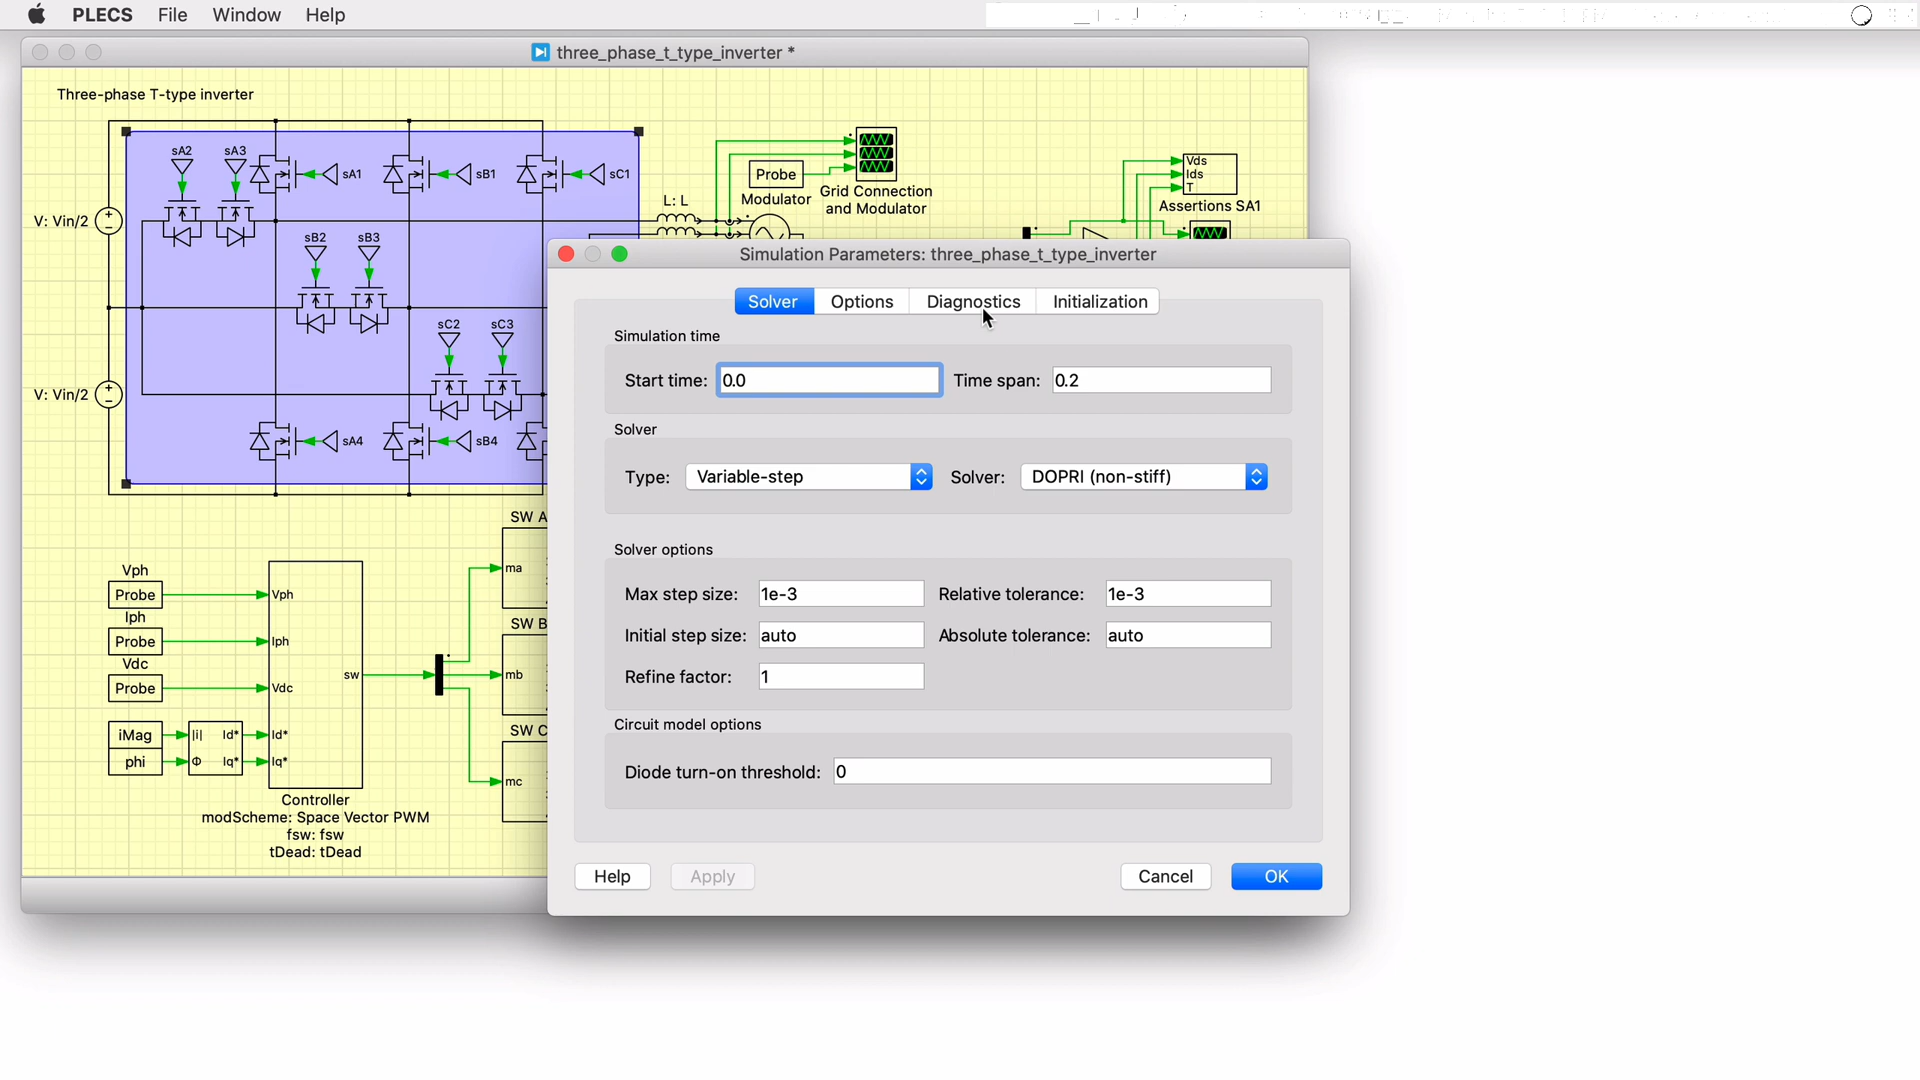 PLECS File Window Help
three_phase_t_type_inverter *
Three-phase T-type inverter
sA2 sA3 sA1 sB1 sC1
V: Vin/2
sB2 sB3
sC2 sC3
V: Vin/2
sA4 sB4
L: L
Probe
Modulator
Grid Connection
and Modulator
Vds
Ids
T
Assertions SA1
Vph
Probe
Iph
Probe
Vdc
Probe
iMag
phi
|i| Id*
Φ Iq*
Vph
Iph
Vdc
Id*
Iq*
sw
Controller
modScheme: Space Vector PWM
fsw: fsw
tDead: tDead
SW A
ma
SW B
mb
SW C
mc
Simulation Parameters: three_phase_t_type_inverter
Solver Options Diagnostics Initialization
Simulation time
Start time: 0.0 Time span: 0.2
Solver
Type: Variable-step Solver: DOPRI (non-stiff)
Solver options
Max step size: 1e-3 Relative tolerance: 1e-3
Initial step size: auto Absolute tolerance: auto
Refine factor: 1
Circuit model options
Diode turn-on threshold: 0
Help Apply Cancel OK